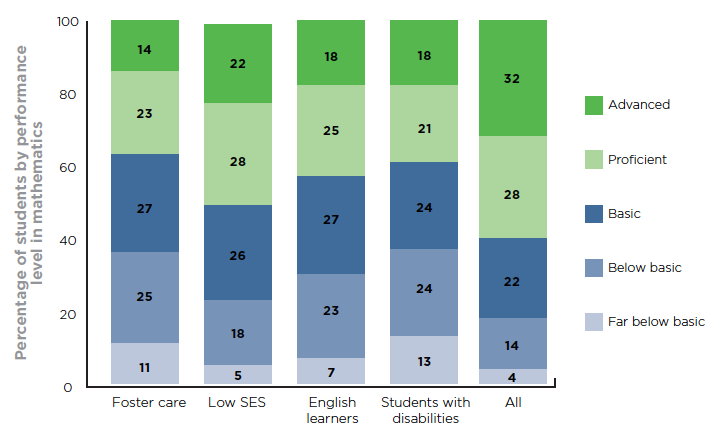 Percentage of students by performance
level in mathematics
100
80
60
40
20
0
14
23
27
25
11
22
28
26
18
5
18
25
27
23
7
18
21
24
24
13
32
28
22
14
4
Foster care
Low SES
English
learners
Students with
disabilities
All
Advanced
Proficient
Basic
Below basic
Far below basic